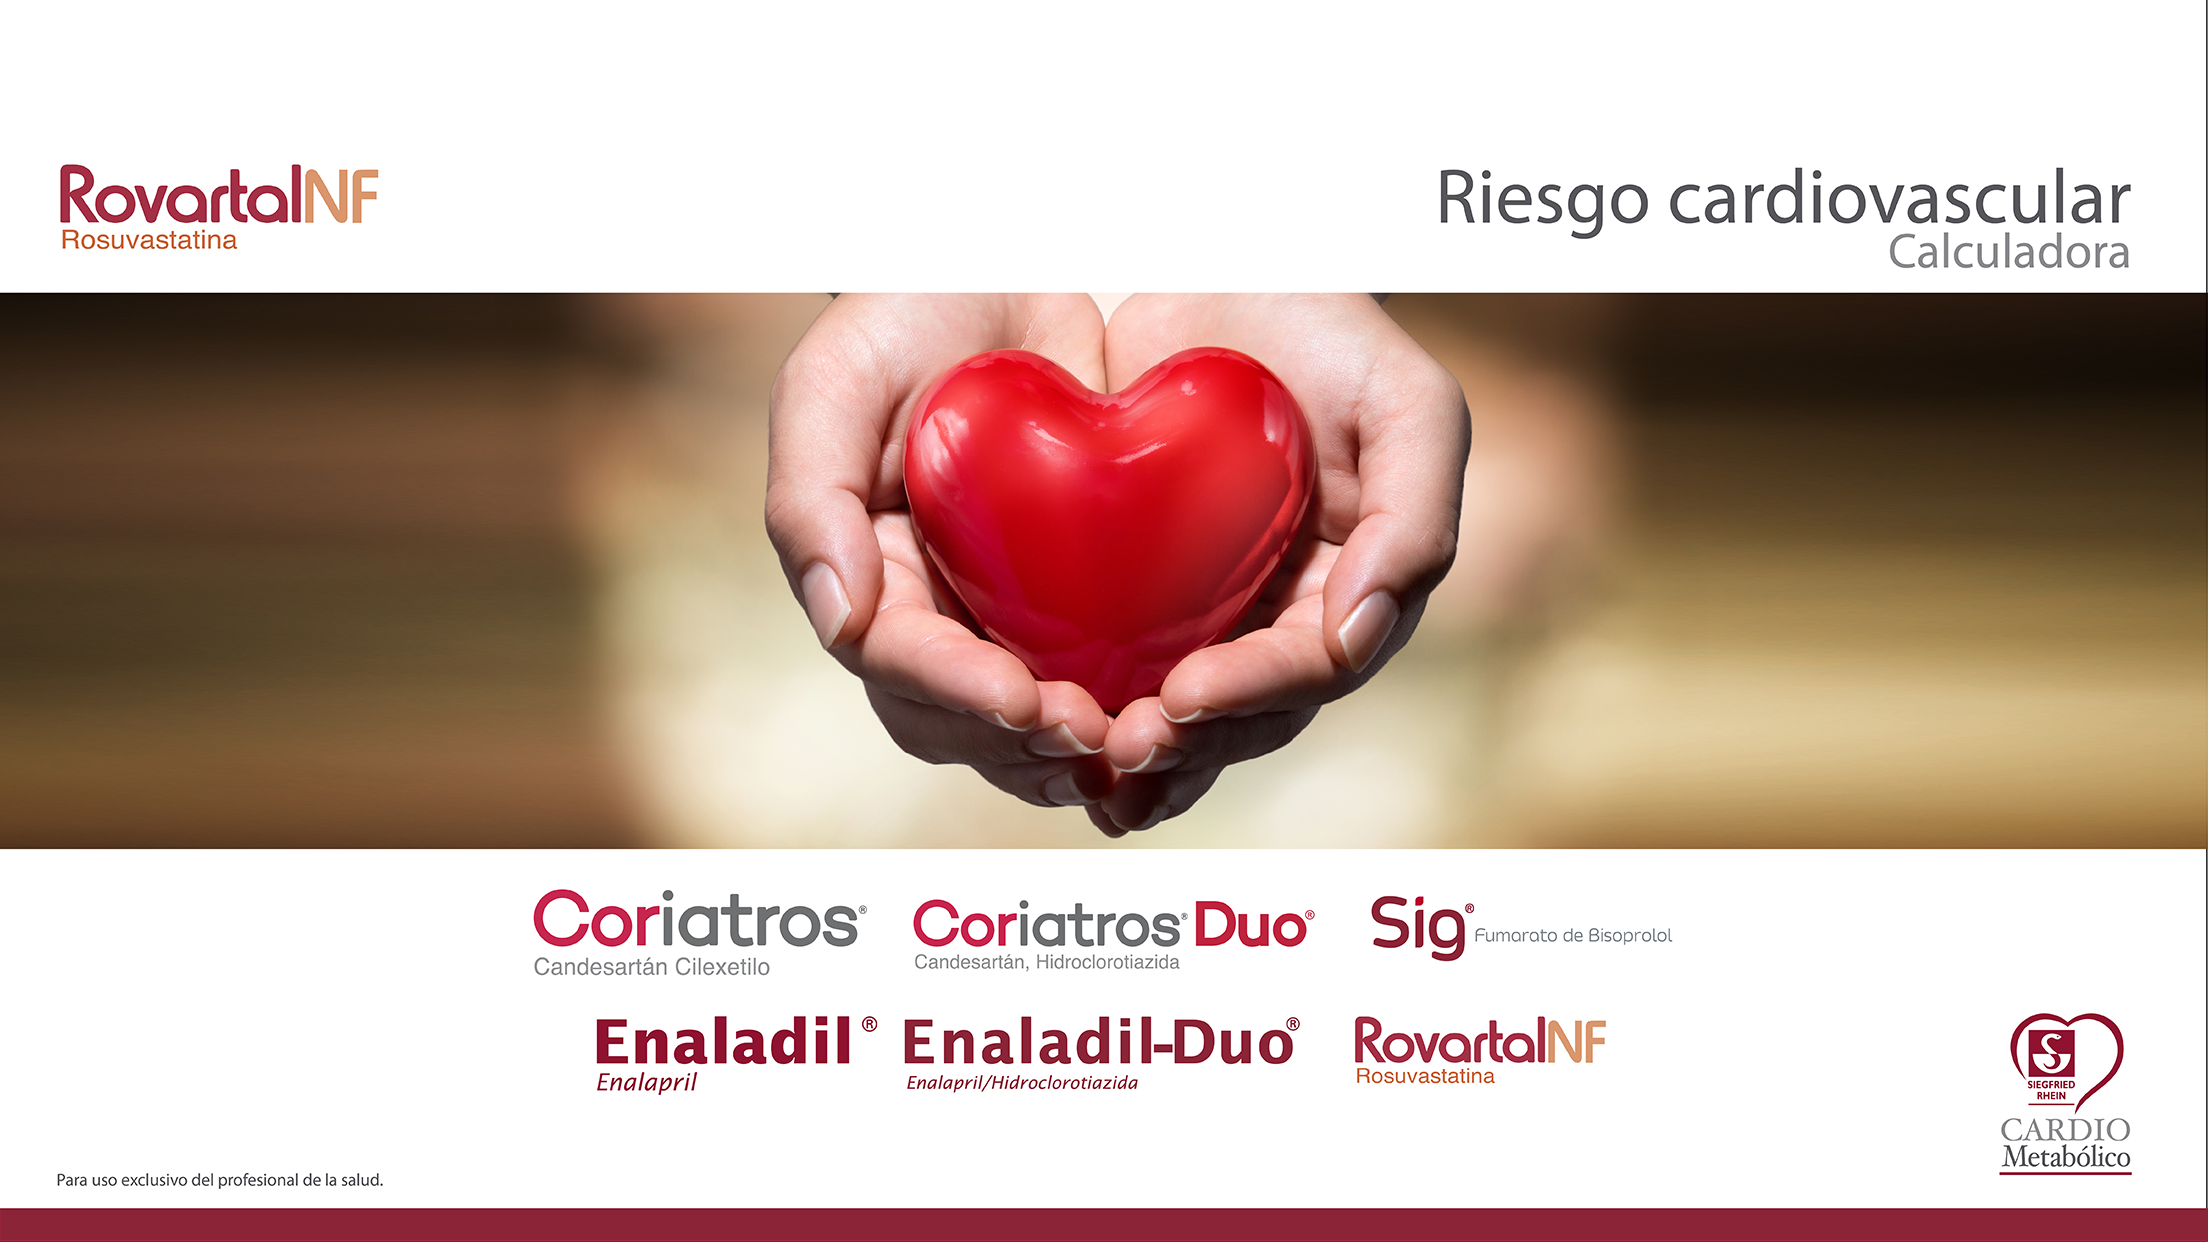 RovartalNF
Rosuvastatina
Riesgo cardiovascular
Calculadora
Coriatros®
Candesartán Cilexetilo
Coriatros® Duo®
Candesartán, Hidroclorotiazida
Sig® Fumarato de Bisoprolol
Enaladil®
Enalapril
Enaladil-Duo®
Enalapril/Hidroclorotiazida
RovartalNF
Rosuvastatina
SIEGFRIED
RHEIN
CARDIO
Metabólico
Para uso exclusivo del profesional de la salud.